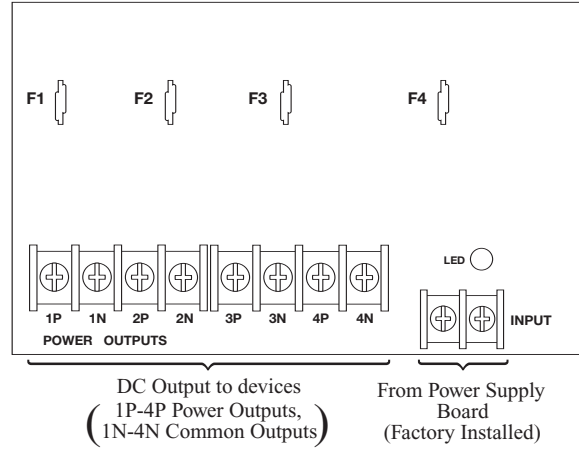 F1 F2 F3 F4
LED
1P 1N 2P 2N 3P 3N 4P 4N
INPUT
POWER OUTPUTS
DC Output to devices
(1P-4P Power Outputs,
1N-4N Common Outputs)
From Power Supply
Board
(Factory Installed)